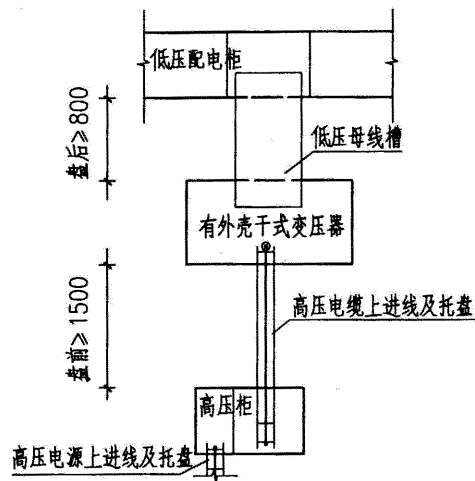 低压配电柜
盘后≥800
低压母线槽
有外壳干式变压器
盘前≥1500
高压电缆上进线及托盘
高压柜
高压电源上进线及托盘